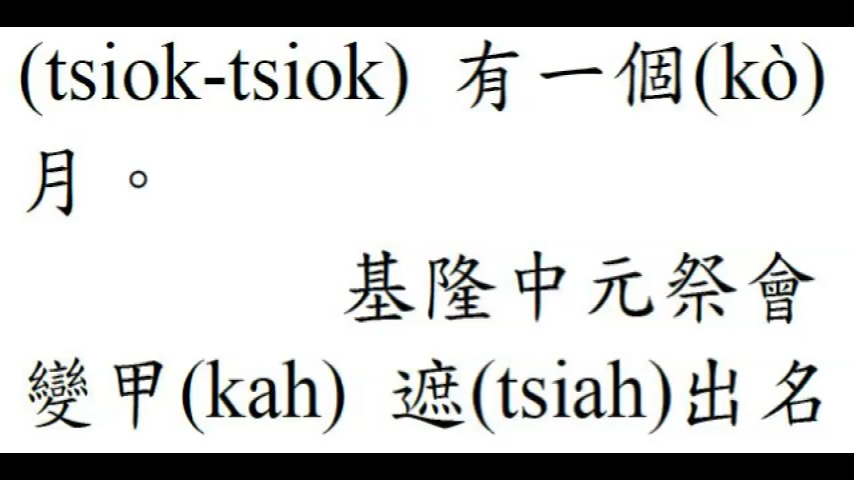 (tsiok-tsiok) 有一個(kò)
月。
基隆中元祭會
變甲(kah) 遮(tsiah)出名